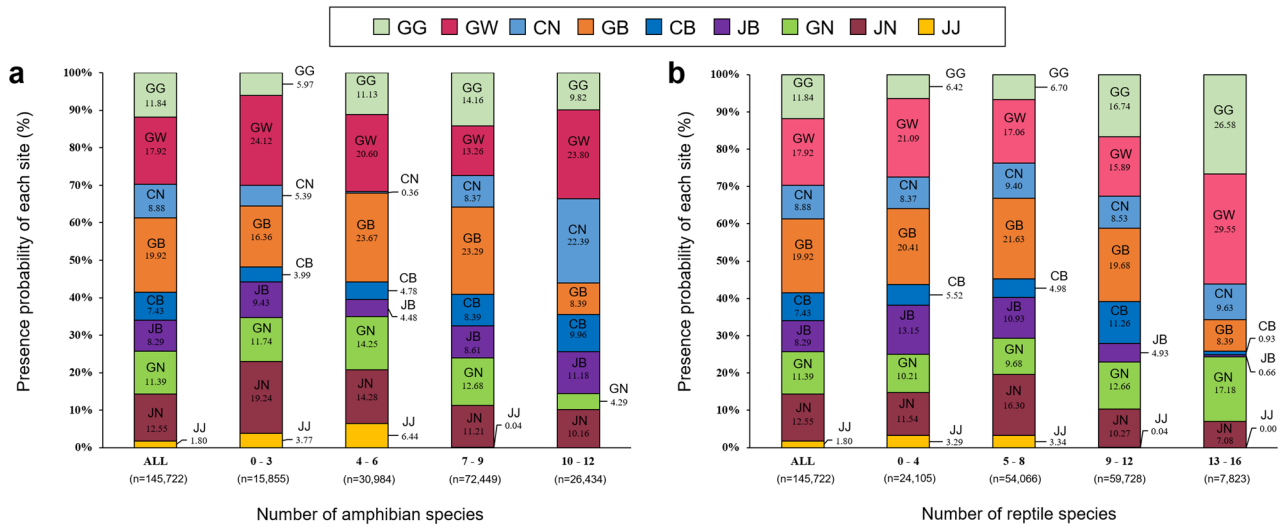 GG GW CN GB CB JB GN JN JJ
a
Presence probability of each site (%)
100%
90%
80%
70%
60%
50%
40%
30%
20%
10%
0%
GG
11.84
GW
17.92
CN
8.88
GB
19.92
CB
7.43
JB
8.29
GN
11.39
JN
12.55
JJ
1.80
ALL
(n=145,722)
GG
5.97
GW
24.12
CN
5.39
GB
16.36
CB
3.99
JB
9.43
GN
11.74
JN
19.24
JJ
3.77
0 - 3
(n=15,855)
GG
11.13
GW
20.60
CN
0.36
GB
23.67
CB
4.78
JB
4.48
GN
14.25
JN
14.28
JJ
6.44
4 - 6
(n=30,984)
GG
14.16
GW
13.26
CN
8.37
GB
23.29
CB
8.39
JB
8.61
GN
12.68
JN
11.21
JJ
0.04
7 - 9
(n=72,449)
GG
9.82
GW
23.80
CN
22.39
GB
8.39
CB
9.96
JB
11.18
GN
4.29
JN
10.16
10 - 12
(n=26,434)
Number of amphibian species
b
Presence probability of each site (%)
100%
90%
80%
70%
60%
50%
40%
30%
20%
10%
0%
GG
11.84
GW
17.92
CN
8.88
GB
19.92
CB
7.43
JB
8.29
GN
11.39
JN
12.55
JJ
1.80
ALL
(n=145,722)
GG
6.42
GW
21.09
CN
8.37
GB
20.41
CB
5.52
JB
13.15
GN
10.21
JN
11.54
JJ
3.29
0 - 4
(n=24,105)
GG
6.70
GW
17.06
CN
9.40
GB
21.63
CB
4.98
JB
10.93
GN
9.68
JN
16.30
JJ
3.34
5 - 8
(n=54,066)
GG
16.74
GW
15.89
CN
8.53
GB
19.68
CB
11.26
JB
4.93
GN
12.66
JN
10.27
JJ
0.04
9 - 12
(n=59,728)
GG
26.58
GW
29.55
CN
9.63
GB
8.39
CB
0.93
JB
0.66
GN
17.18
JN
7.08
JJ
0.00
13 - 16
(n=7,823)
Number of reptile species